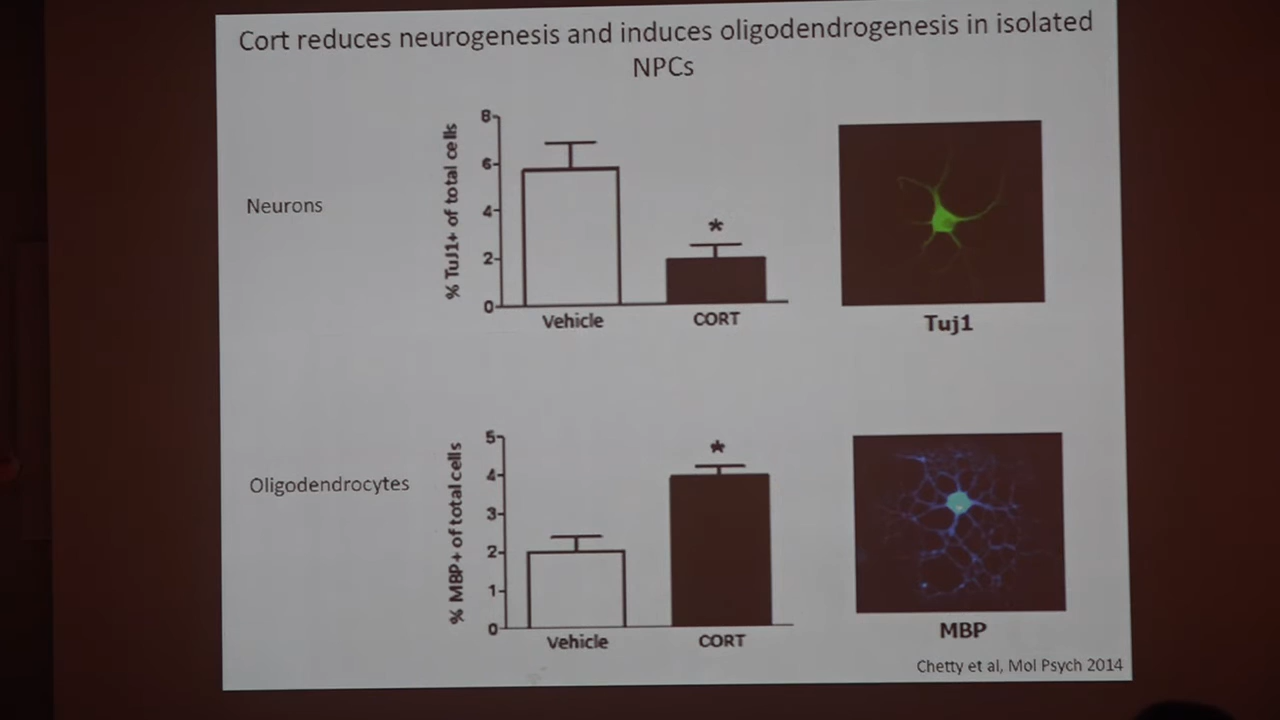 Cort reduces neurogenesis and induces oligodendrogenesis in isolated
NPCs
Neurons
% TuJ1+ of total cells
8
6
4
2
0
*
Vehicle
CORT
Tuj1
Oligodendrocytes
% MBP+ of total cells
5
4
3
2
1
0
*
Vehicle
CORT
MBP
Chetty et al, Mol Psych 2014